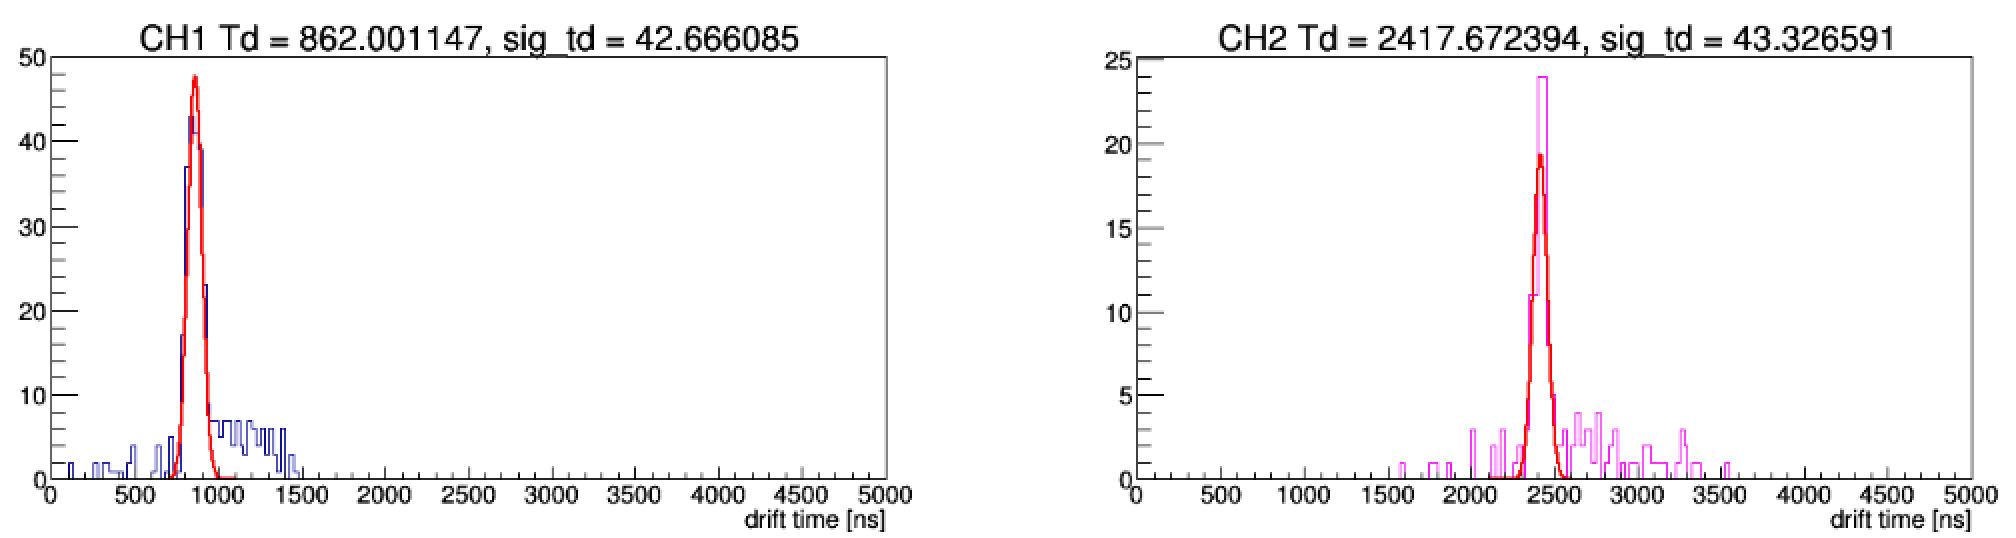 CH1 Td = 862.001147, sig_td = 42.666085
50
40
30
20
10
0
0 500 1000 1500 2000 2500 3000 3500 4000 4500 5000
drift time [ns]
CH2 Td = 2417.672394, sig_td = 43.326591
25
20
15
10
5
0
0 500 1000 1500 2000 2500 3000 3500 4000 4500 5000
drift time [ns]